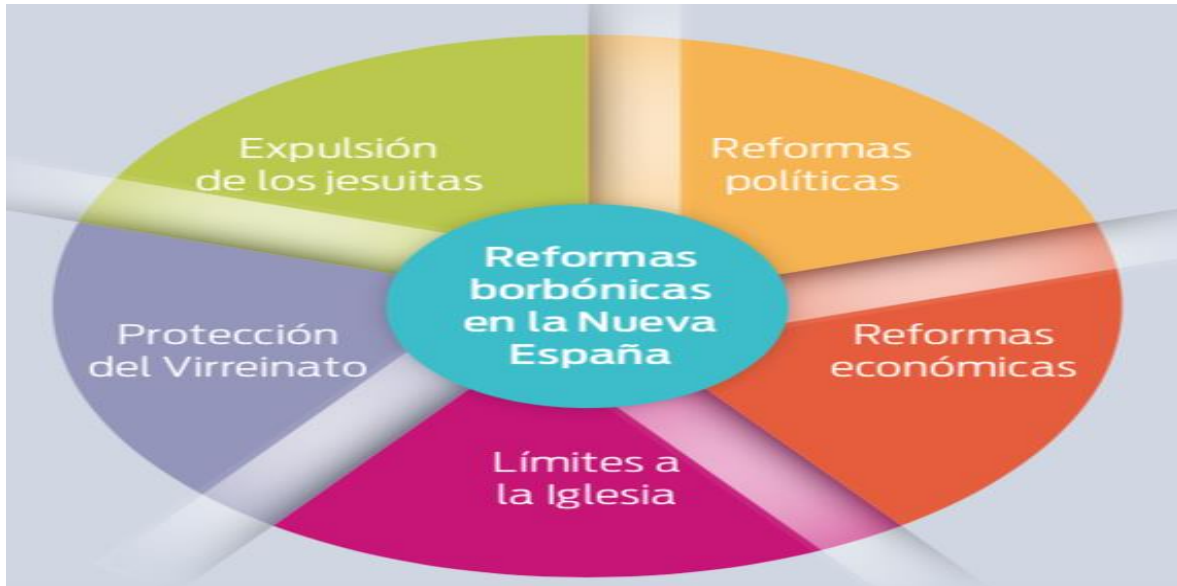 Expulsión
de los jesuitas
Reformas
políticas
Reformas
borbónicas
en la Nueva
España
Protección
del Virreinato
Reformas
económicas
Límites a
la Iglesia